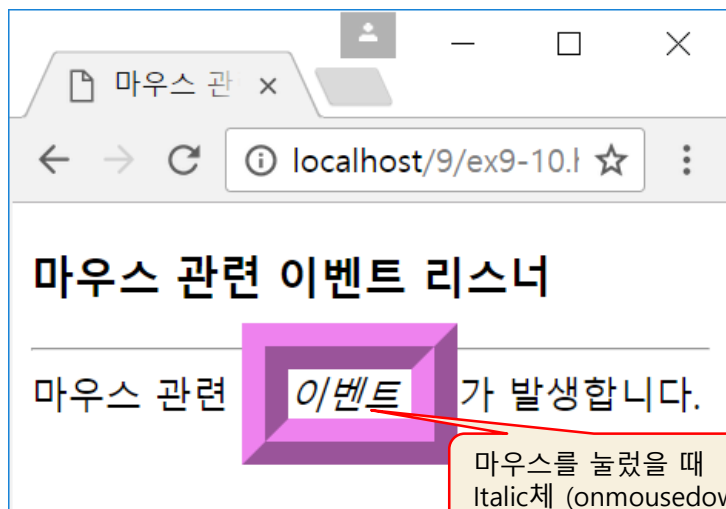 마우스 관
localhost/9/ex9-10.h
마우스 관련 이벤트 리스너
마우스 관련 이벤트 가 발생합니다.
마우스를 눌렀을 때
Italic체 (onmousedow